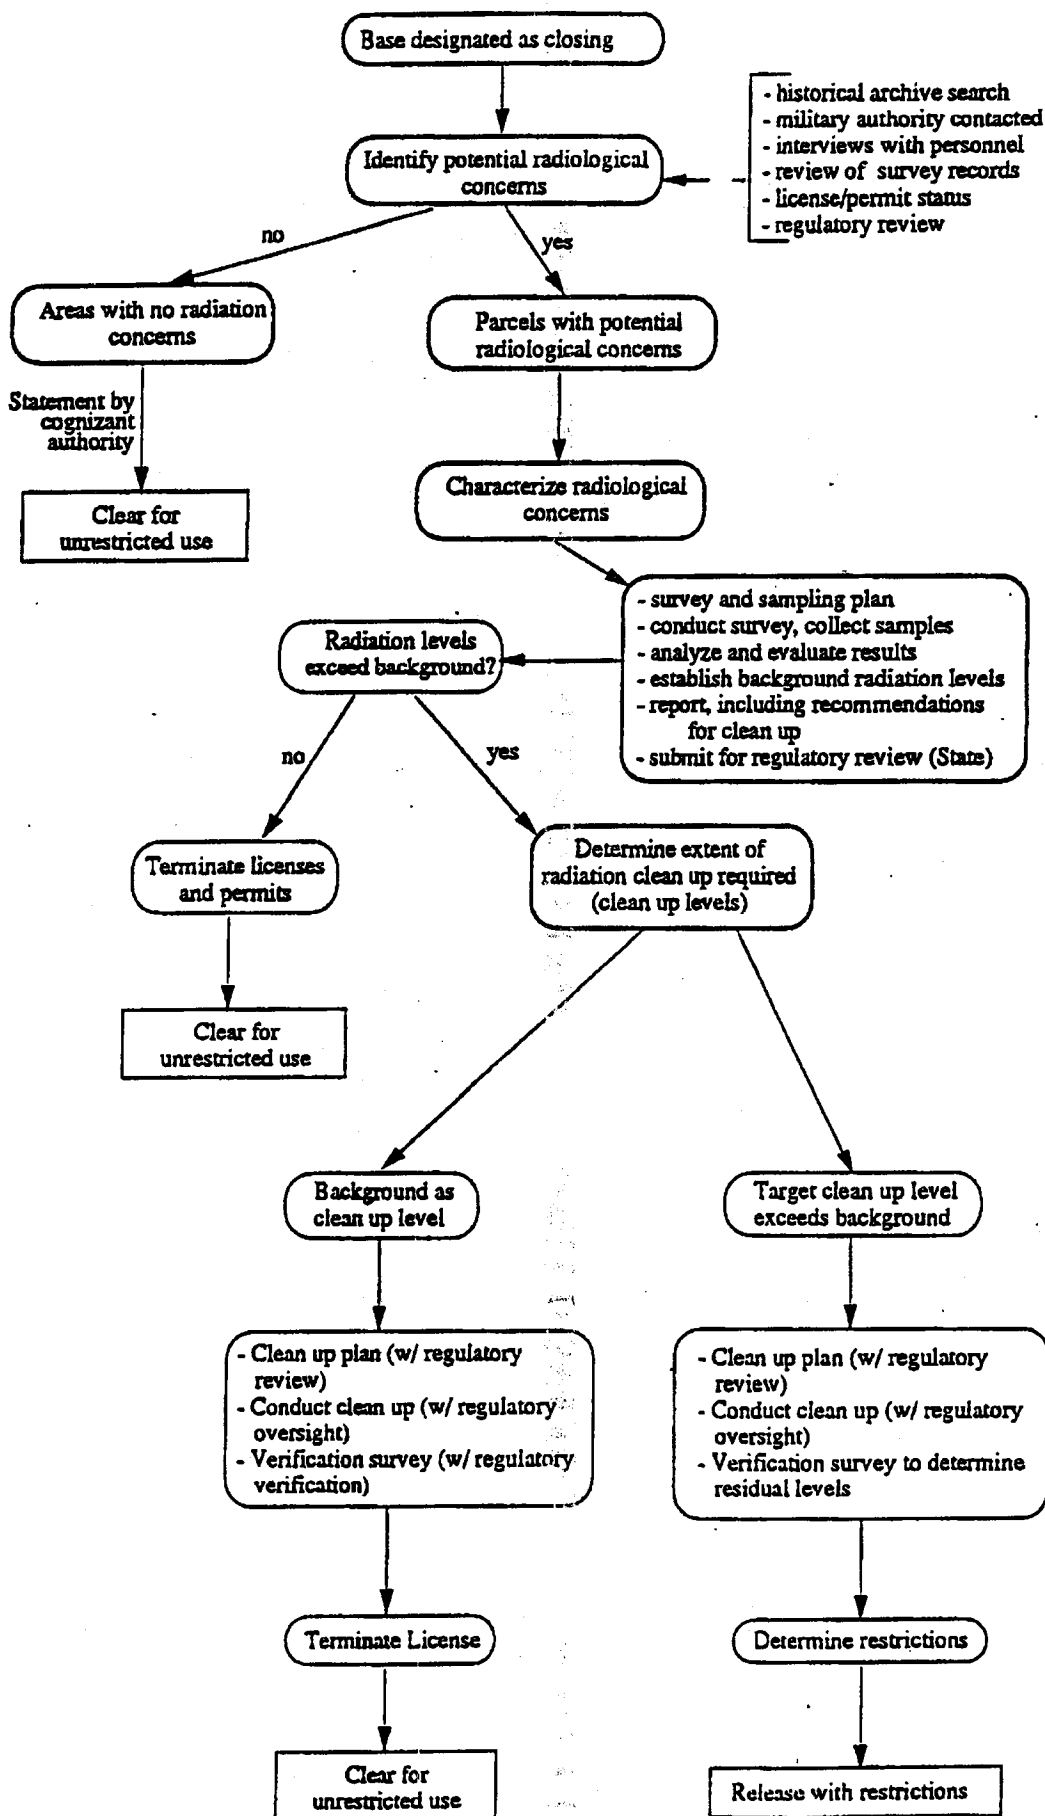 Base designated as closing
- historical archive search
- military authority contacted
- interviews with personnel
- review of survey records
- license/permit status
- regulatory review
Identify potential radiological
concerns
no
yes
Areas with no radiation
concerns
Parcels with potential
radiological concerns
Statement by
cognizant
authority
Characterize radiological
concerns
Clear for
unrestricted use
- survey and sampling plan
- conduct survey, collect samples
- analyze and evaluate results
- establish background radiation levels
- report, including recommendations
for clean up
- submit for regulatory review (State)
Radiation levels
exceed background?
no
yes
Terminate licenses
and permits
Determine extent of
radiation clean up required
(clean up levels)
Clear for
unrestricted use
Background as
clean up level
Target clean up level
exceeds background
- Clean up plan (w/ regulatory
review)
- Conduct clean up (w/ regulatory
oversight)
- Verification survey (w/ regulatory
verification)
- Clean up plan (w/ regulatory
review)
- Conduct clean up (w/ regulatory
oversight)
- Verification survey to determine
residual levels
Terminate License
Determine restrictions
Clear for
unrestricted use
Release with restrictions